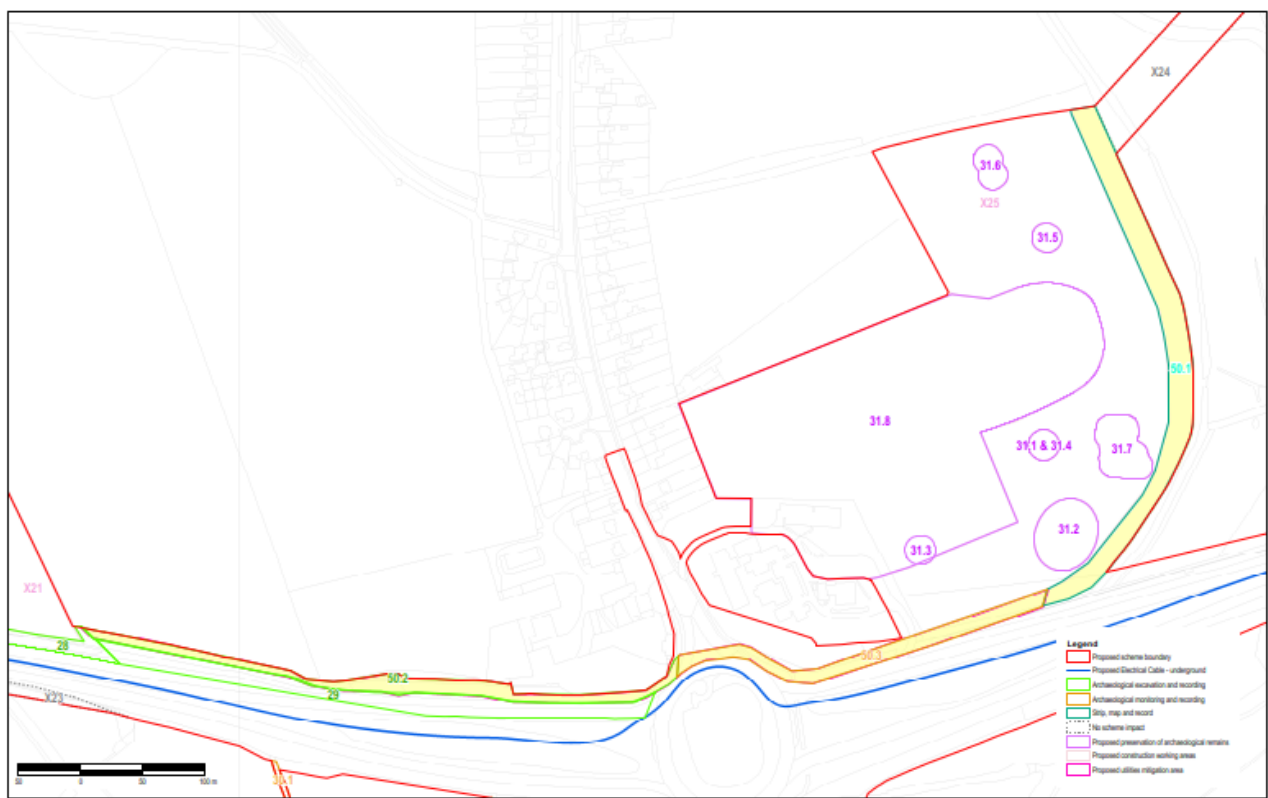 X24
31.6
X25
31.5
50.1
31.8
31.1 & 31.4
31.7
31.2
31.3
X21
28
50.3
50.2
29
X23
Legend
Proposed scheme boundary
Proposed Electrical Cable - underground
Archaeological excavation and recording
Archaeological monitoring and recording
Strip, map and record
No scheme impact
Proposed preservation of archaeological remains
Proposed construction working areas
Proposed utilities mitigation area
50 0 50 100 m